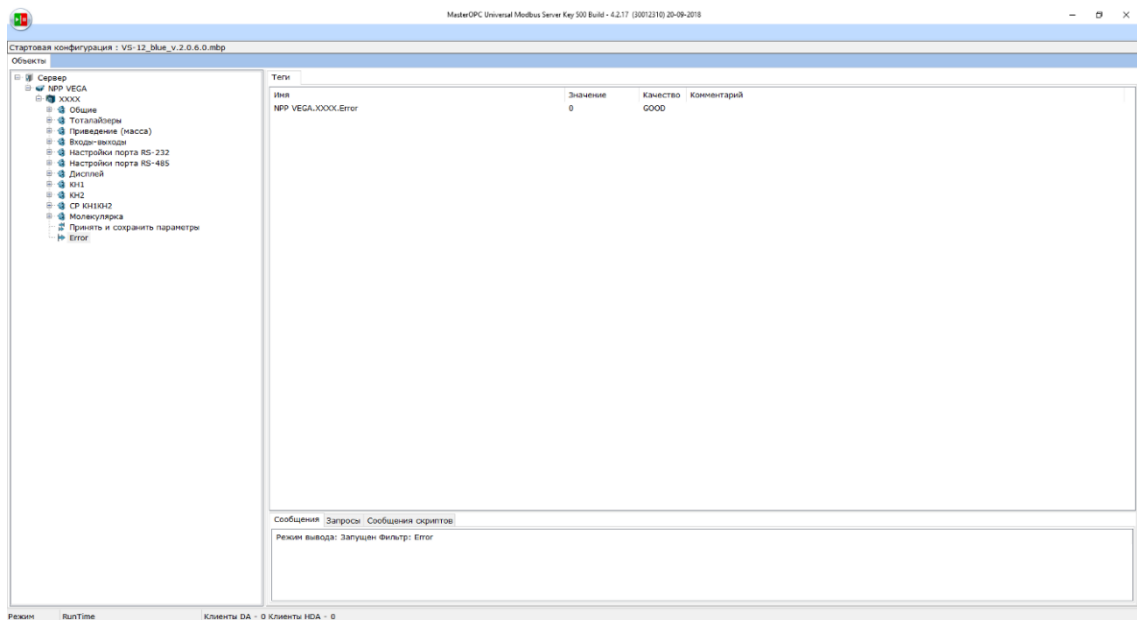 MasterOPC Universal Modbus Server Key 500 Build - 4.2.17 (30012310) 20-09-2018
Стартовая конфигурация : VS-12_blue_v.2.0.6.0.mbp
Объекты
Сервер
NPP VEGA
XXXX
Общие
Тоталайзеры
Приведение (масса)
Входы-выходы
Настройки порта RS-232
Настройки порта RS-485
Дисплей
КН1
КН2
СР КН1КН2
Молекулярка
Принять и сохранить параметры
Error
Теги
Имя Значение Качество Комментарий
NPP VEGA.XXXX.Error 0 GOOD
Сообщения Запросы Сообщения скриптов
Режим вывода: Запущен Фильтр: Error
Режим RunTime Клиенты DA - 0 Клиенты HDA - 0